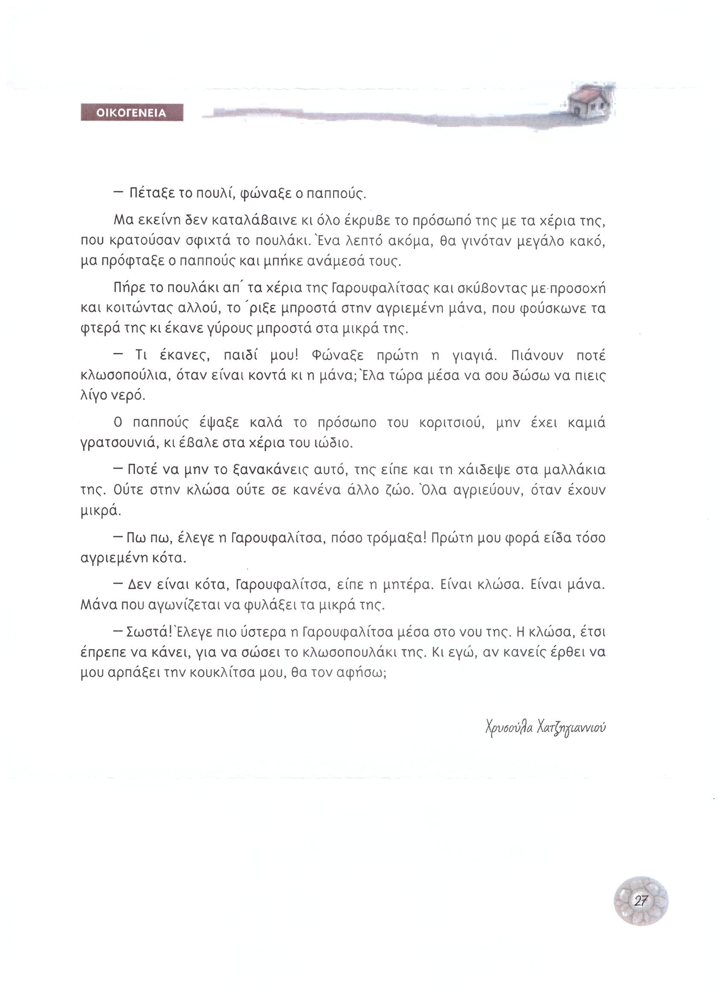 ΟΙΚΟΓΕΝΕΙΑ
— Πέταξε το πουλί, φώναξε ο παππούς.
Μα εκείνη δεν καταλάβαινε κι όλο έκρυβε το πρόσωπό της με τα χέρια της,
που κρατούσαν σφιχτά το πουλάκι. Ένα λεπτό ακόμα, θα γινόταν μεγάλο κακό,
μα πρόφταξε ο παππούς και μπήκε ανάμεσά τους.
Πήρε το πουλάκι απ΄ τα χέρια της Γαρουφαλίτσας και σκύβοντας με προσοχή
και κοιτώντας αλλού, το ΄ριξε μπροστά στην αγριεμένη μάνα, που φούσκωνε τα
φτερά της κι έκανε γύρους μπροστά στα μικρά της.
— Τι έκανες, παιδί μου! Φώναξε πρώτη η γιαγιά. Πιάνουν ποτέ
κλωσοπούλια, όταν είναι κοντά κι η μάνα; Έλα τώρα μέσα να σου δώσω να πιεις
λίγο νερό.
Ο παππούς έψαξε καλά το πρόσωπο του κοριτσιού, μην έχει καμιά
γρατσουνιά, κι έβαλε στα χέρια του ιώδιο.
— Ποτέ να μην το ξανακάνεις αυτό, της είπε και τη χάιδεψε στα μαλλάκια
της. Ούτε στην κλώσα ούτε σε κανένα άλλο ζώο. Όλα αγριεύουν, όταν έχουν
μικρά.
— Πω πω, έλεγε η Γαρουφαλίτσα, πόσο τρόμαξα! Πρώτη μου φορά είδα τόσο
αγριεμένη κότα.
— Δεν είναι κότα, Γαρουφαλίτσα, είπε η μητέρα. Είναι κλώσα. Είναι μάνα.
Μάνα που αγωνίζεται να φυλάξει τα μικρά της.
— Σωστά! Έλεγε πιο ύστερα η Γαρουφαλίτσα μέσα στο νου της. Η κλώσα, έτσι
έπρεπε να κάνει, για να σώσει το κλωσοπουλάκι της. Κι εγώ, αν κανείς έρθει να
μου αρπάξει την κουκλίτσα μου, θα τον αφήσω;
Χρυσούλα Χατζηγιαννιού
27